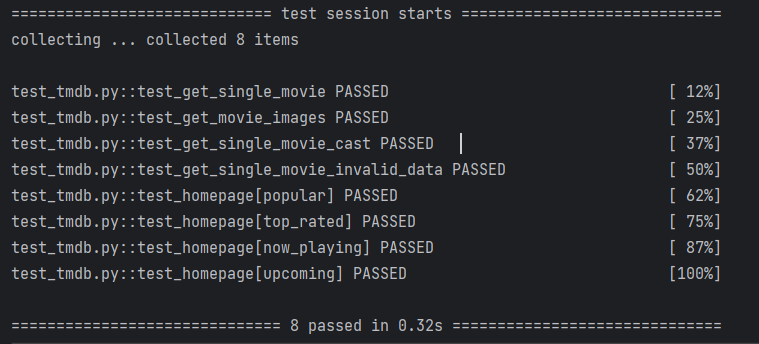 ============================= test session starts =============================
collecting ... collected 8 items
test_tmdb.py::test_get_single_movie PASSED [ 12%]
test_tmdb.py::test_get_movie_images PASSED [ 25%]
test_tmdb.py::test_get_single_movie_cast PASSED [ 37%]
test_tmdb.py::test_get_single_movie_invalid_data PASSED [ 50%]
test_tmdb.py::test_homepage[popular] PASSED [ 62%]
test_tmdb.py::test_homepage[top_rated] PASSED [ 75%]
test_tmdb.py::test_homepage[now_playing] PASSED [ 87%]
test_tmdb.py::test_homepage[upcoming] PASSED [100%]
============================== 8 passed in 0.32s ==============================